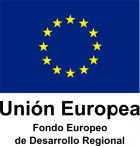 Unión Europea
Fondo Europeo
de Desarrollo Regional